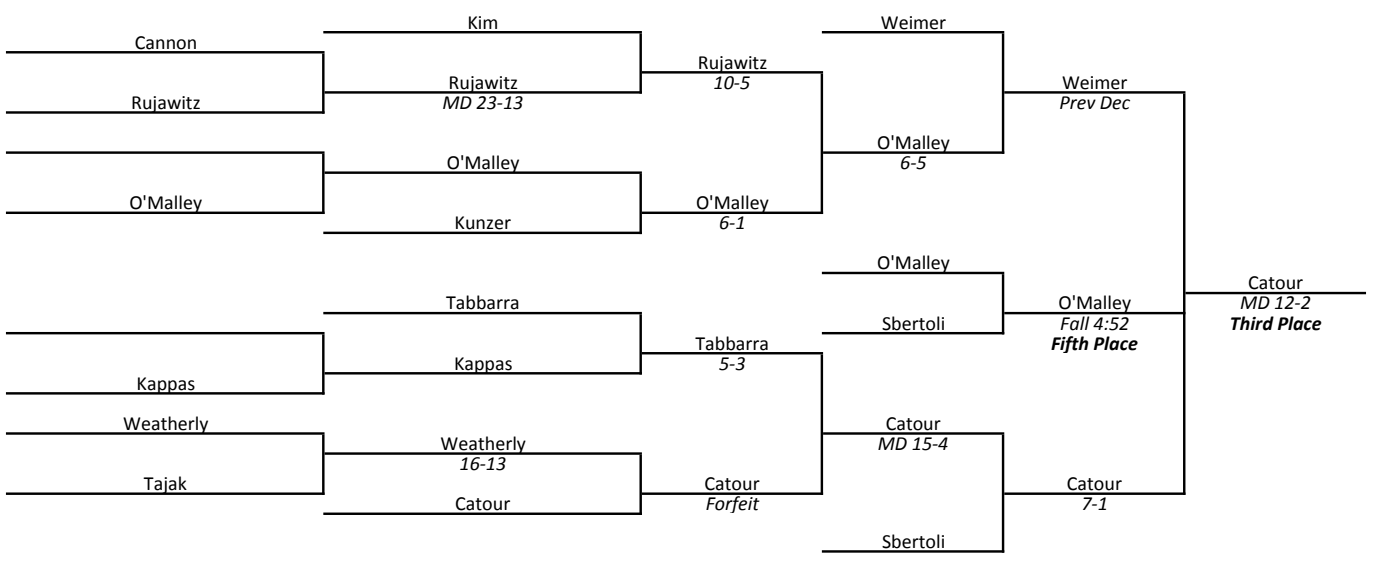 Kim
Weimer
Cannon
Rujawitz
10-5
Rujawitz
MD 23-13
Weimer
Prev Dec
Rujawitz
O'Malley
6-5
O'Malley
O'Malley
O'Malley
6-1
Kunzer
O'Malley
Catour
MD 12-2
Third Place
Tabbarra
O'Malley
Fall 4:52
Fifth Place
Sbertoli
Tabbarra
5-3
Kappas
Kappas
Weatherly
Catour
MD 15-4
Weatherly
16-13
Tajak
Catour
Forfeit
Catour
7-1
Catour
Sbertoli